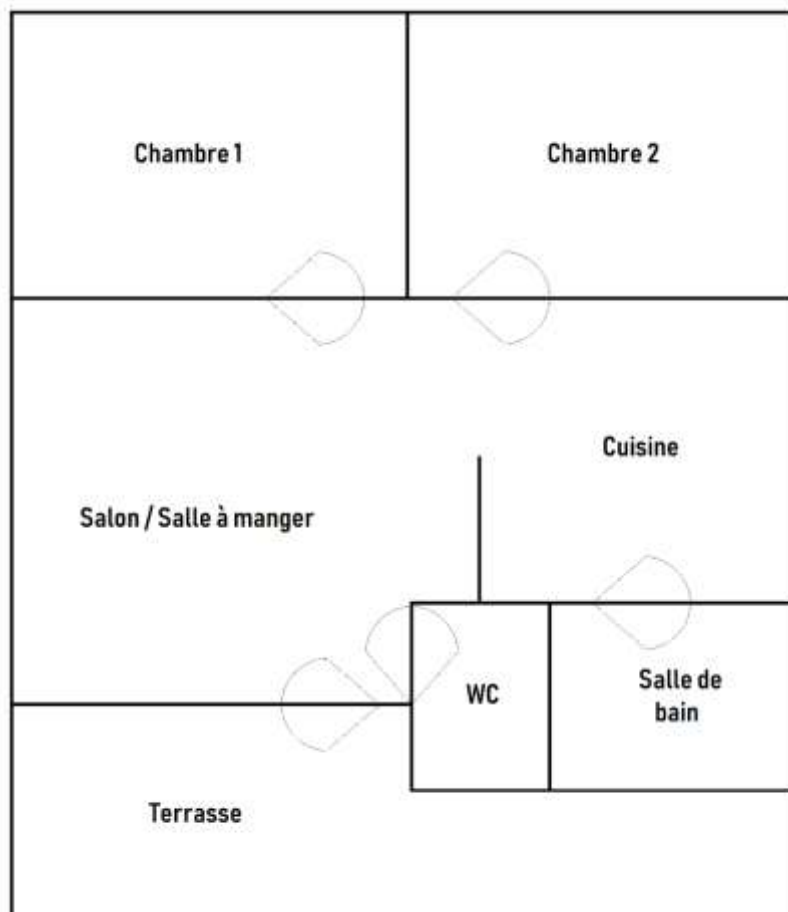 Chambre 1
Chambre 2
Cuisine
Salon / Salle à manger
WC
Salle de
bain
Terrasse